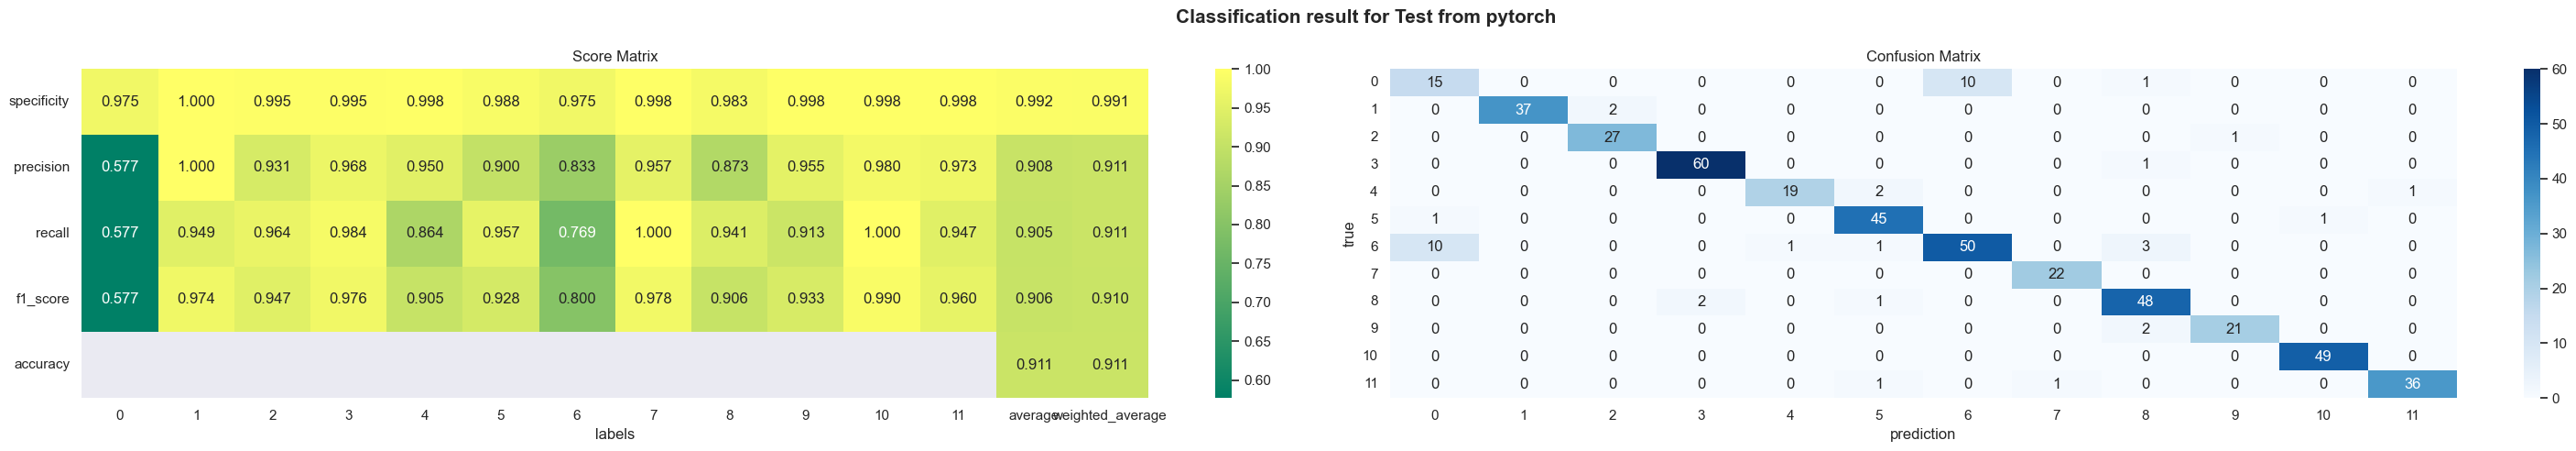 Classification result for Test from pytorch
Score Matrix
specificity 0.975 1.000 0.995 0.995 0.998 0.988 0.975 0.998 0.983 0.998 0.998 0.998 0.992 0.991
precision 0.577 1.000 0.931 0.968 0.950 0.900 0.833 0.957 0.873 0.955 0.980 0.973 0.908 0.911
recall 0.577 0.949 0.964 0.984 0.864 0.957 0.769 1.000 0.941 0.913 1.000 0.947 0.905 0.911
f1_score 0.577 0.974 0.947 0.976 0.905 0.928 0.800 0.978 0.906 0.933 0.990 0.960 0.906 0.910
accuracy 0.911 0.911
0 1 2 3 4 5 6 7 8 9 10 11 average weighted_average
labels
1.00
0.95
0.90
0.85
0.80
0.75
0.70
0.65
0.60
Confusion Matrix
true
0 15 0 0 0 0 0 10 0 1 0 0 0
1 0 37 2 0 0 0 0 0 0 0 0 0
2 0 0 27 0 0 0 0 0 0 1 0 0
3 0 0 0 60 0 0 0 0 1 0 0 0
4 0 0 0 0 19 2 0 0 0 0 0 1
5 1 0 0 0 0 45 0 0 0 0 1 0
6 10 0 0 0 1 1 50 0 3 0 0 0
7 0 0 0 0 0 0 0 22 0 0 0 0
8 0 0 0 2 0 1 0 0 48 0 0 0
9 0 0 0 0 0 0 0 0 2 21 0 0
10 0 0 0 0 0 0 0 0 0 0 49 0
11 0 0 0 0 0 1 0 1 0 0 0 36
0 1 2 3 4 5 6 7 8 9 10 11
prediction
60
50
40
30
20
10
0